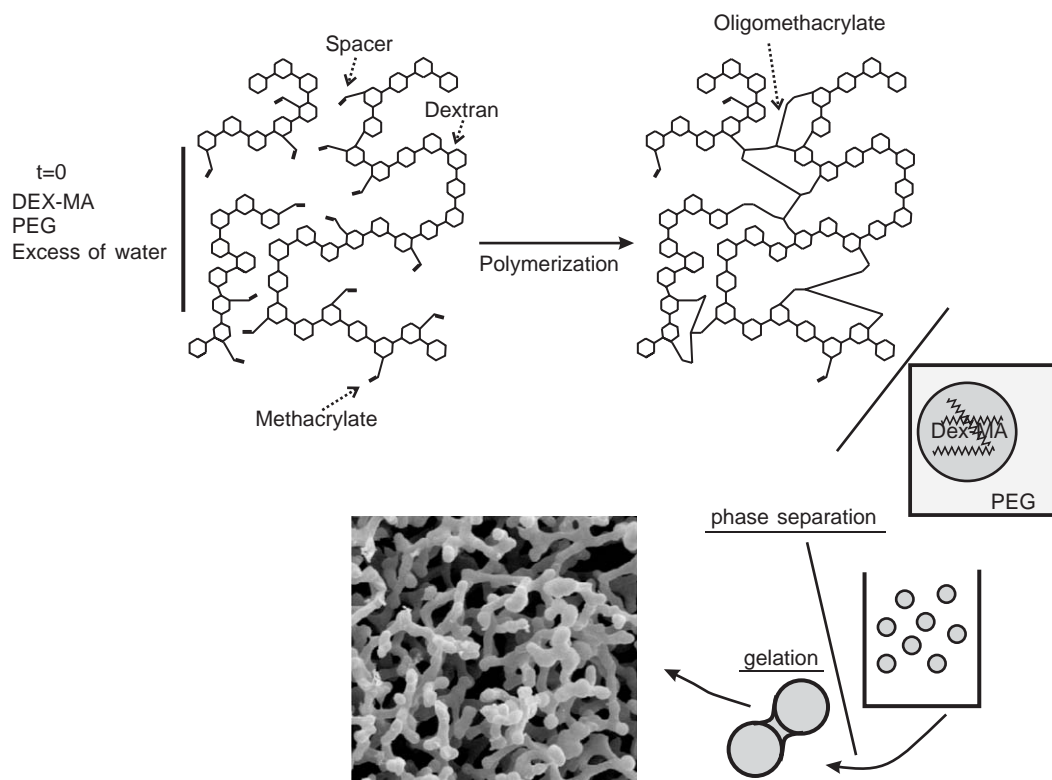 Oligomethacrylate
Spacer
Dextran
t=0
DEX-MA
PEG
Excess of water
Polymerization
Methacrylate
Dex-MA
PEG
phase separation
gelation